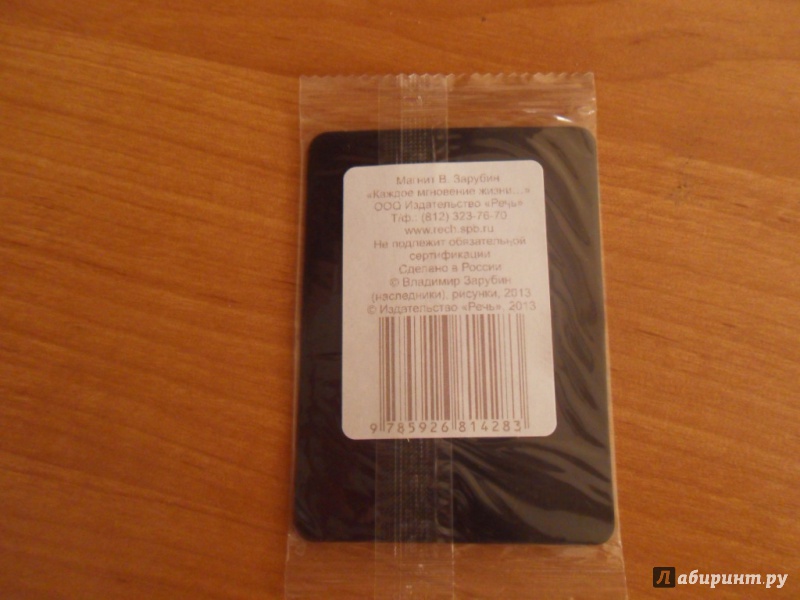 Магнит В. Зарубин
«Каждое мгновение жизни...»
ООО Издательство «Речь»
Т/ф.: (812) 323-76-70
www.rech.spb.ru
Не подлежит обязательной
сертификации
Сделано в России
© Владимир Зарубин
(наследники), рисунки, 2013
© Издательство «Речь», 2013
9 785926 814283
Лабиринт.ру